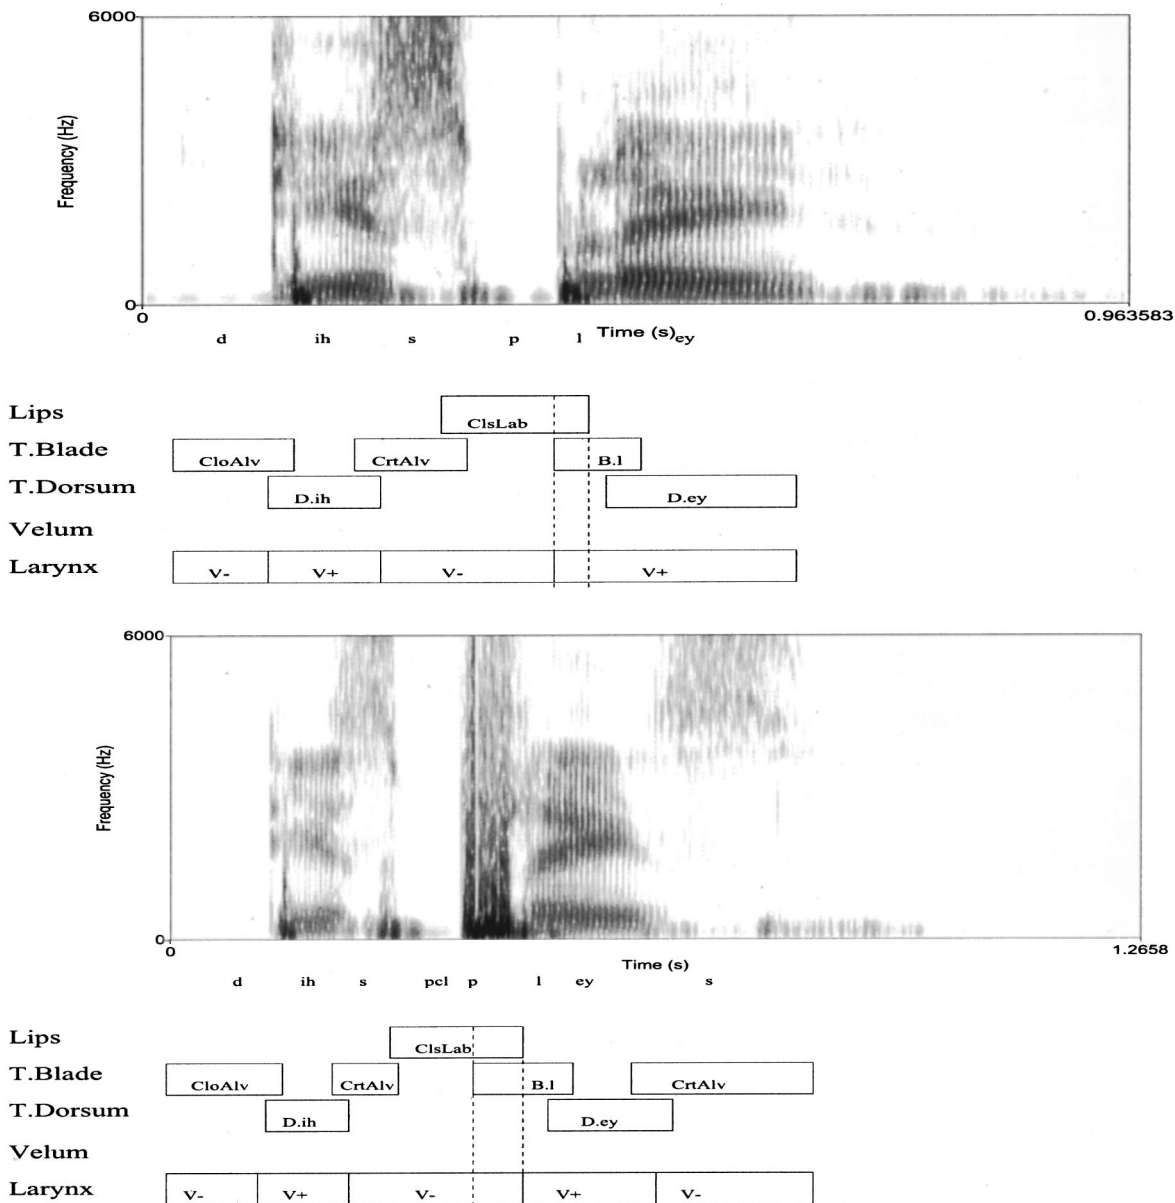 6000
Frequency (Hz)
0
0 0.963583
Time (s)
d ih s p l ey
Lips ClsLab
T.Blade CloAlv CrtAlv B.l
T.Dorsum D.ih D.ey
Velum
Larynx V- V+ V- V+
6000
Frequency (Hz)
0
0 1.2658
Time (s)
d ih s pcl p l ey s
Lips ClsLab
T.Blade CloAlv CrtAlv B.l CrtAlv
T.Dorsum D.ih D.ey
Velum
Larynx V- V+ V- V+ V-